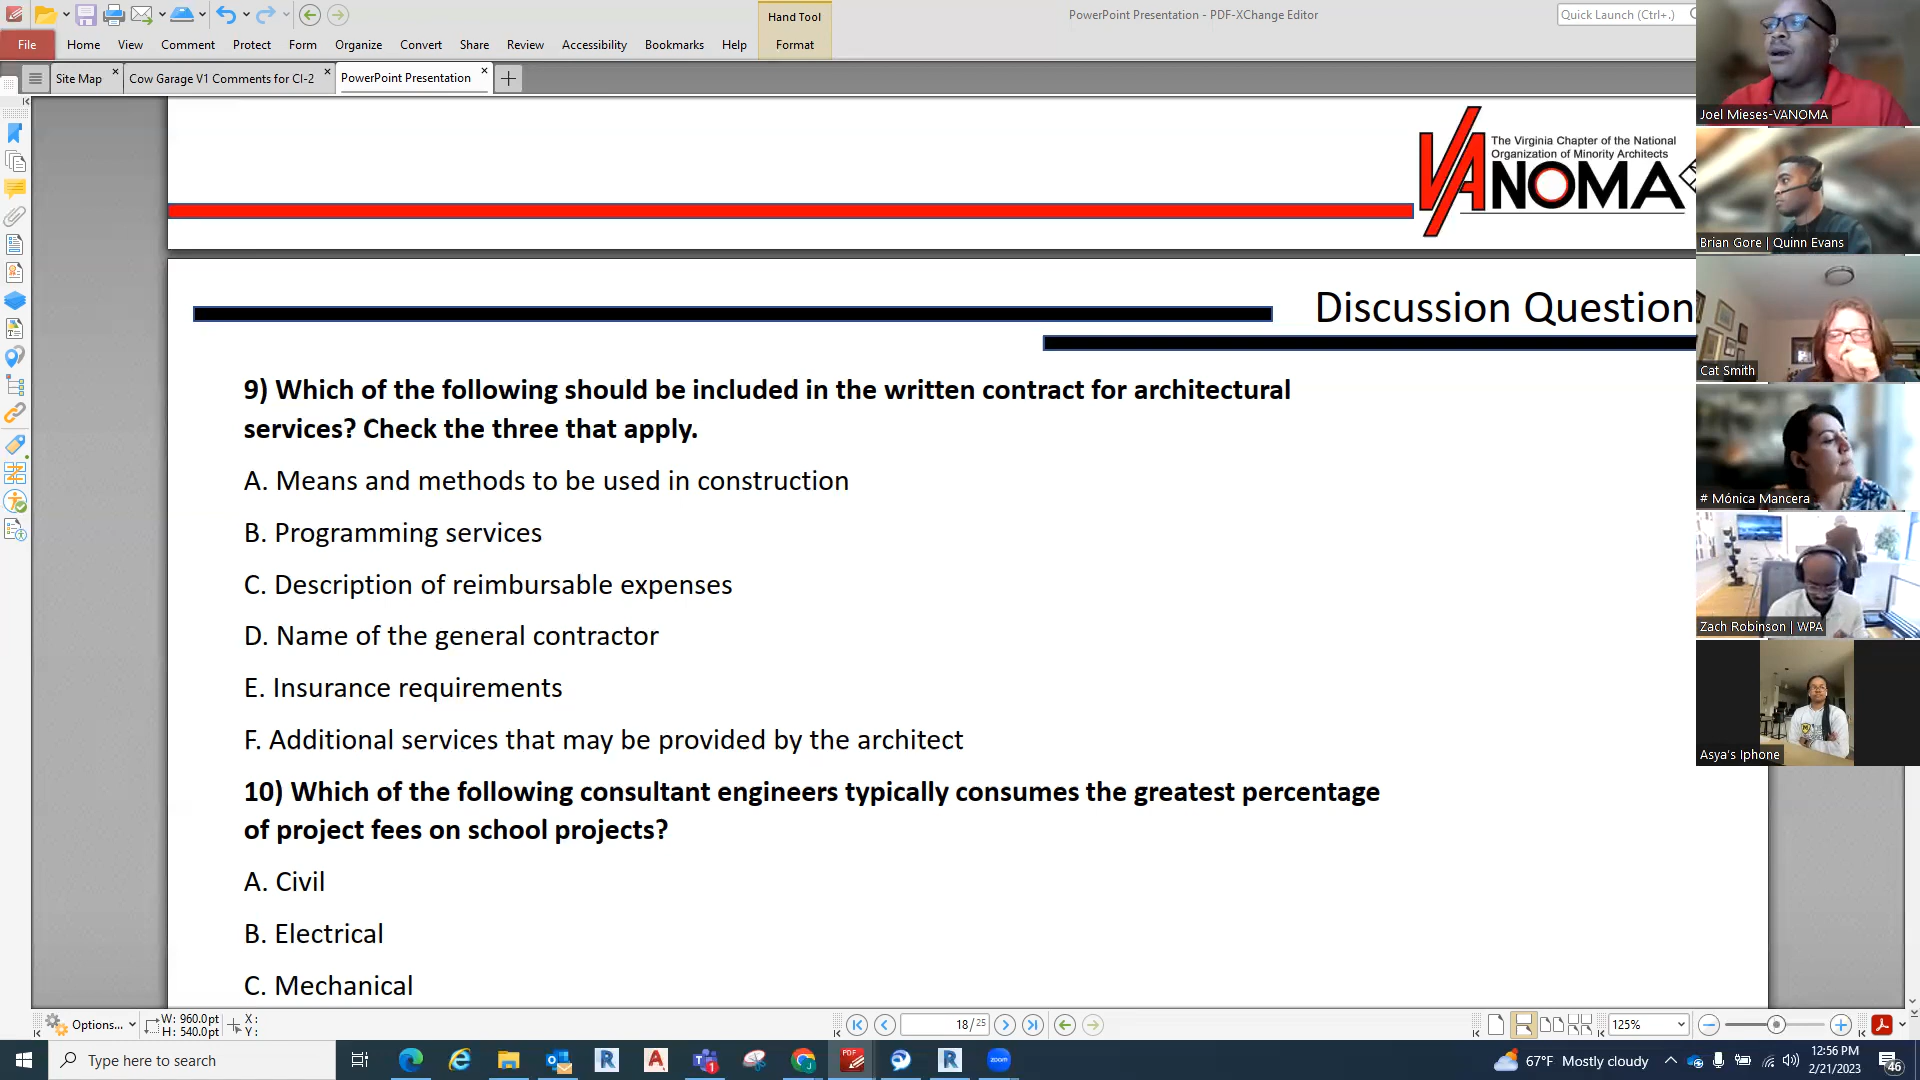 Hand Tool
PowerPoint Presentation - PDF-XChange Editor
Quick Launch (Ctrl+.)
File
Home
View
Comment
Protect
Form
Organize
Convert
Share
Review
Accessibility
Bookmarks
Help
Format
Site Map
Cow Garage V1 Comments for CI-2
PowerPoint Presentation
The Virginia Chapter of the National
Organization of Minority Architects
VANOMA
Discussion Question
9) Which of the following should be included in the written contract for architectural
services? Check the three that apply.
A. Means and methods to be used in construction
B. Programming services
C. Description of reimbursable expenses
D. Name of the general contractor
E. Insurance requirements
F. Additional services that may be provided by the architect
10) Which of the following consultant engineers typically consumes the greatest percentage
of project fees on school projects?
A. Civil
B. Electrical
C. Mechanical
Joel Mieses-VANOMA
Brian Gore | Quinn Evans
Cat Smith
# Mónica Mancera
Zach Robinson | WPA
Asya's Iphone
Options...
W: 960.0pt
H: 540.0pt
X:
Y:
18 / 25
125%
Type here to search
67°F Mostly cloudy
12:56 PM
2/21/2023
46